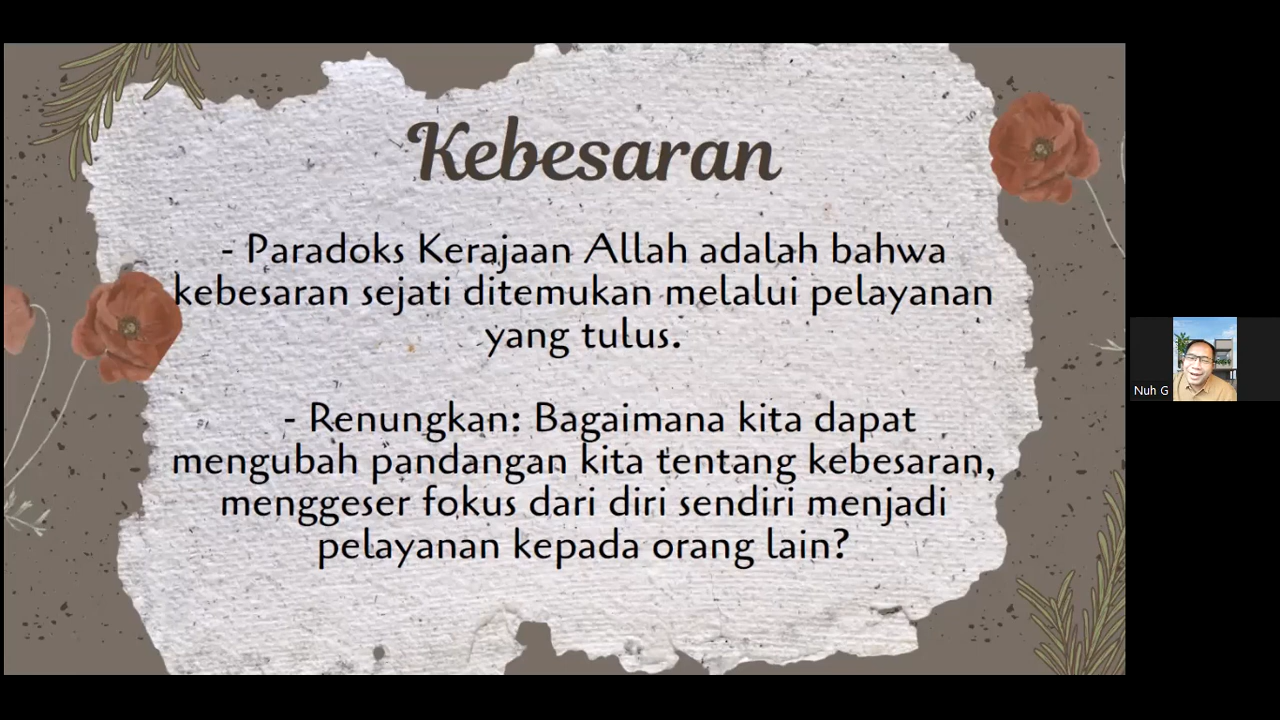 Kebesaran
- Paradoks Kerajaan Allah adalah bahwa
kebesaran sejati ditemukan melalui pelayanan
yang tulus.
- Renungkan: Bagaimana kita dapat
mengubah pandangan kita tentang kebesaran,
menggeser fokus dari diri sendiri menjadi
pelayanan kepada orang lain?
Nuh G